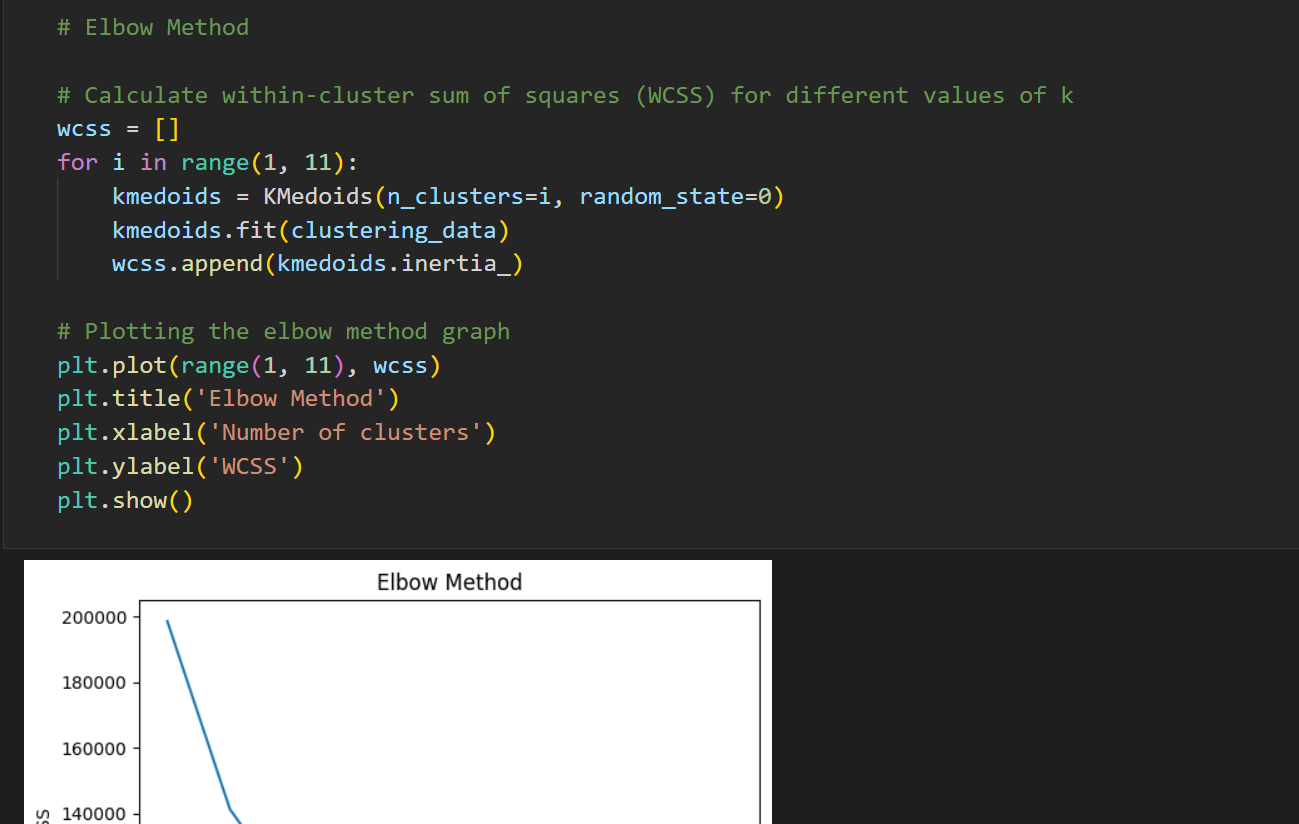 # Elbow Method
# Calculate within-cluster sum of squares (WCSS) for different values of k
wcss = []
for i in range(1, 11):
    kmedoids = KMedoids(n_clusters=i, random_state=0)
    kmedoids.fit(clustering_data)
    wcss.append(kmedoids.inertia_)
# Plotting the elbow method graph
plt.plot(range(1, 11), wcss)
plt.title('Elbow Method')
plt.xlabel('Number of clusters')
plt.ylabel('WCSS')
plt.show()
Elbow Method
200000
180000
160000
140000